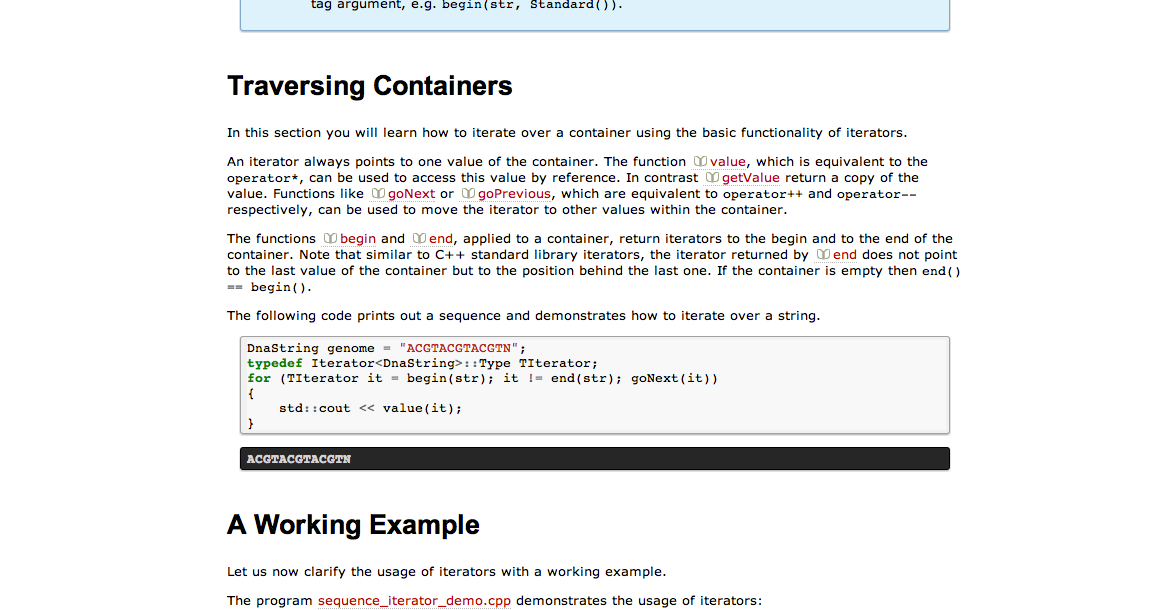 tag argument, e.g. begin(str, Standard()).
Traversing Containers
In this section you will learn how to iterate over a container using the basic functionality of iterators.
An iterator always points to one value of the container. The function value, which is equivalent to the
operator*, can be used to access this value by reference. In contrast getValue return a copy of the
value. Functions like goNext or goPrevious, which are equivalent to operator++ and operator--
respectively, can be used to move the iterator to other values within the container.
The functions begin and end, applied to a container, return iterators to the begin and to the end of the
container. Note that similar to C++ standard library iterators, the iterator returned by end does not point
to the last value of the container but to the position behind the last one. If the container is empty then end()
== begin().
The following code prints out a sequence and demonstrates how to iterate over a string.
DnaString genome = "ACGTACGTACGTN";
typedef Iterator<DnaString>::Type TIterator;
for (TIterator it = begin(str); it != end(str); goNext(it))
{
    std::cout << value(it);
}
ACGTACGTACGTN
A Working Example
Let us now clarify the usage of iterators with a working example.
The program sequence_iterator_demo.cpp demonstrates the usage of iterators: